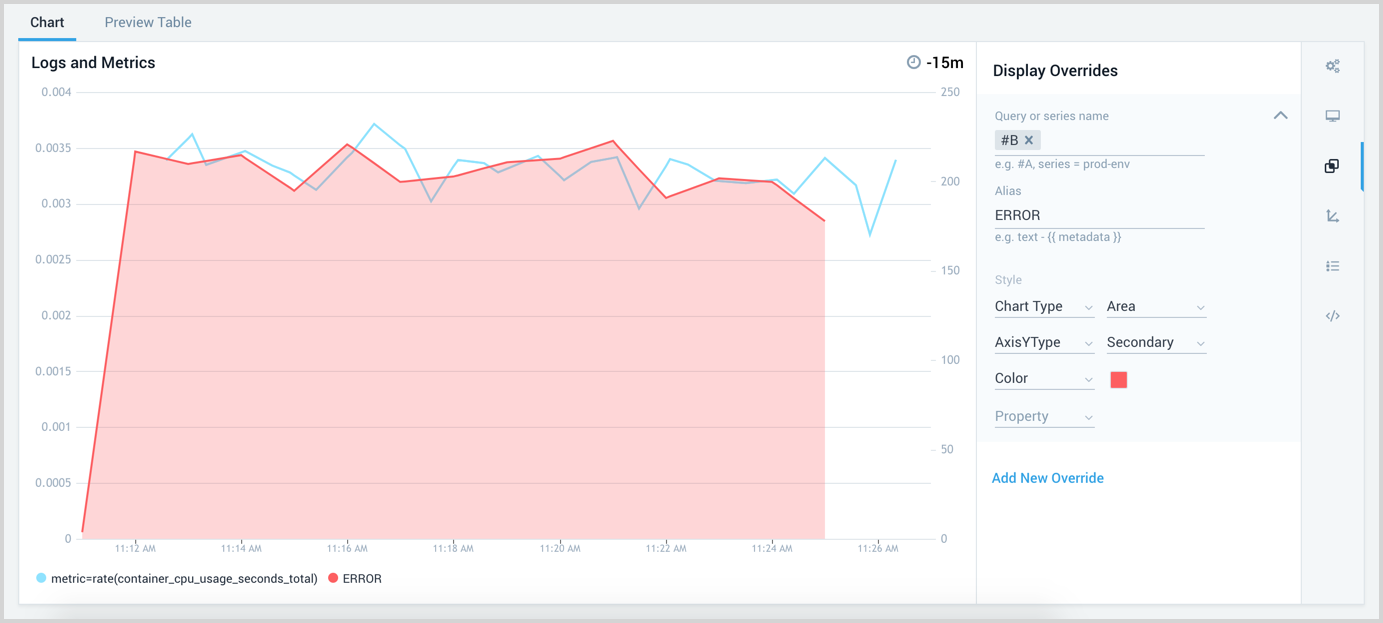 Chart Preview Table
Logs and Metrics
-15m
0.004
0.0035
0.003
0.0025
0.002
0.0015
0.001
0.0005
0
250
200
150
100
50
0
11:12 AM 11:14 AM 11:16 AM 11:18 AM 11:20 AM 11:22 AM 11:24 AM 11:26 AM
metric=rate(container_cpu_usage_seconds_total) ERROR
Display Overrides
Query or series name
#B ×
e.g. #A, series = prod-env
Alias
ERROR
e.g. text - {{ metadata }}
Style
Chart Type Area
AxisYType Secondary
Color
Property
Add New Override